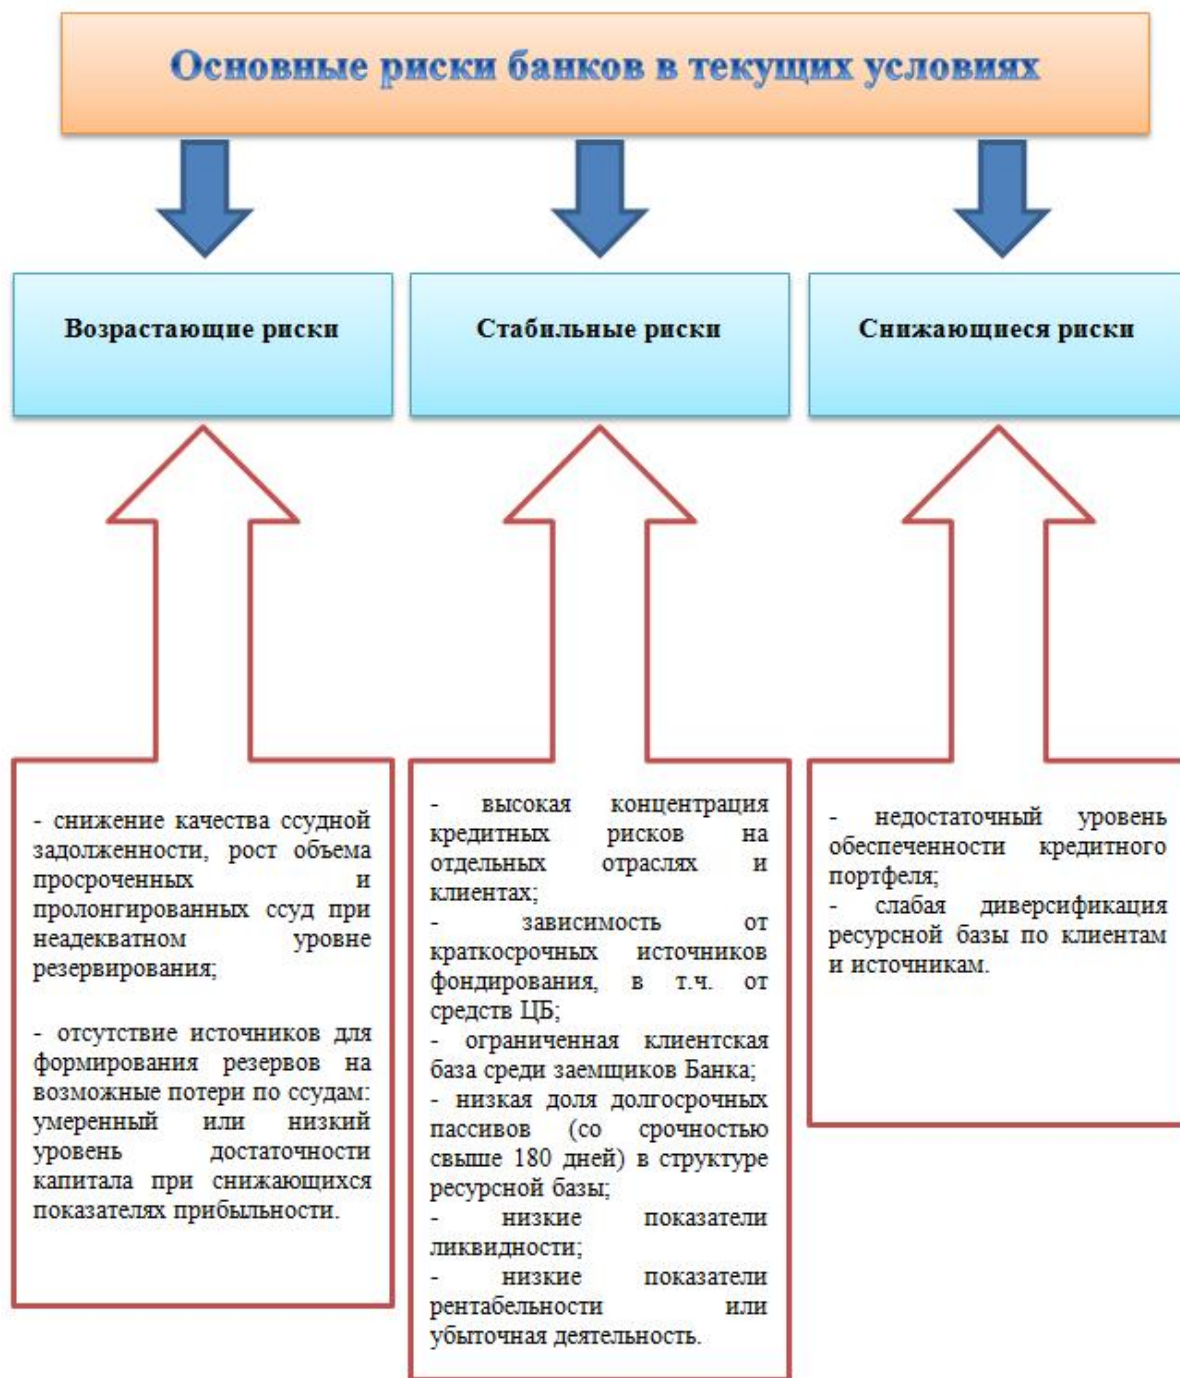 Основные риски банков в текущих условиях
Возрастающие риски
Стабильные риски
Снижающиеся риски
- снижение качества ссудной
задолженности, рост объема
просроченных и
пролонгированных ссуд при
неадекватном уровне
резервирования;
- отсутствие источников для
формирования резервов на
возможные потери по ссудам:
умеренный или низкий
уровень достаточности
капитала при снижающихся
показателях прибыльности.
- высокая концентрация
кредитных рисков на
отдельных отраслях и
клиентах;
- зависимость от
краткосрочных источников
фондирования, в т.ч. от
средств ЦБ;
- ограниченная клиентская
база среди заемщиков Банка;
- низкая доля долгосрочных
пассивов (со срочностью
свыше 180 дней) в структуре
ресурсной базы;
- низкие показатели
ликвидности;
- низкие показатели
рентабельности или
убыточная деятельность.
- недостаточный уровень
обеспеченности кредитного
портфеля;
- слабая диверсификация
ресурсной базы по клиентам
и источникам.